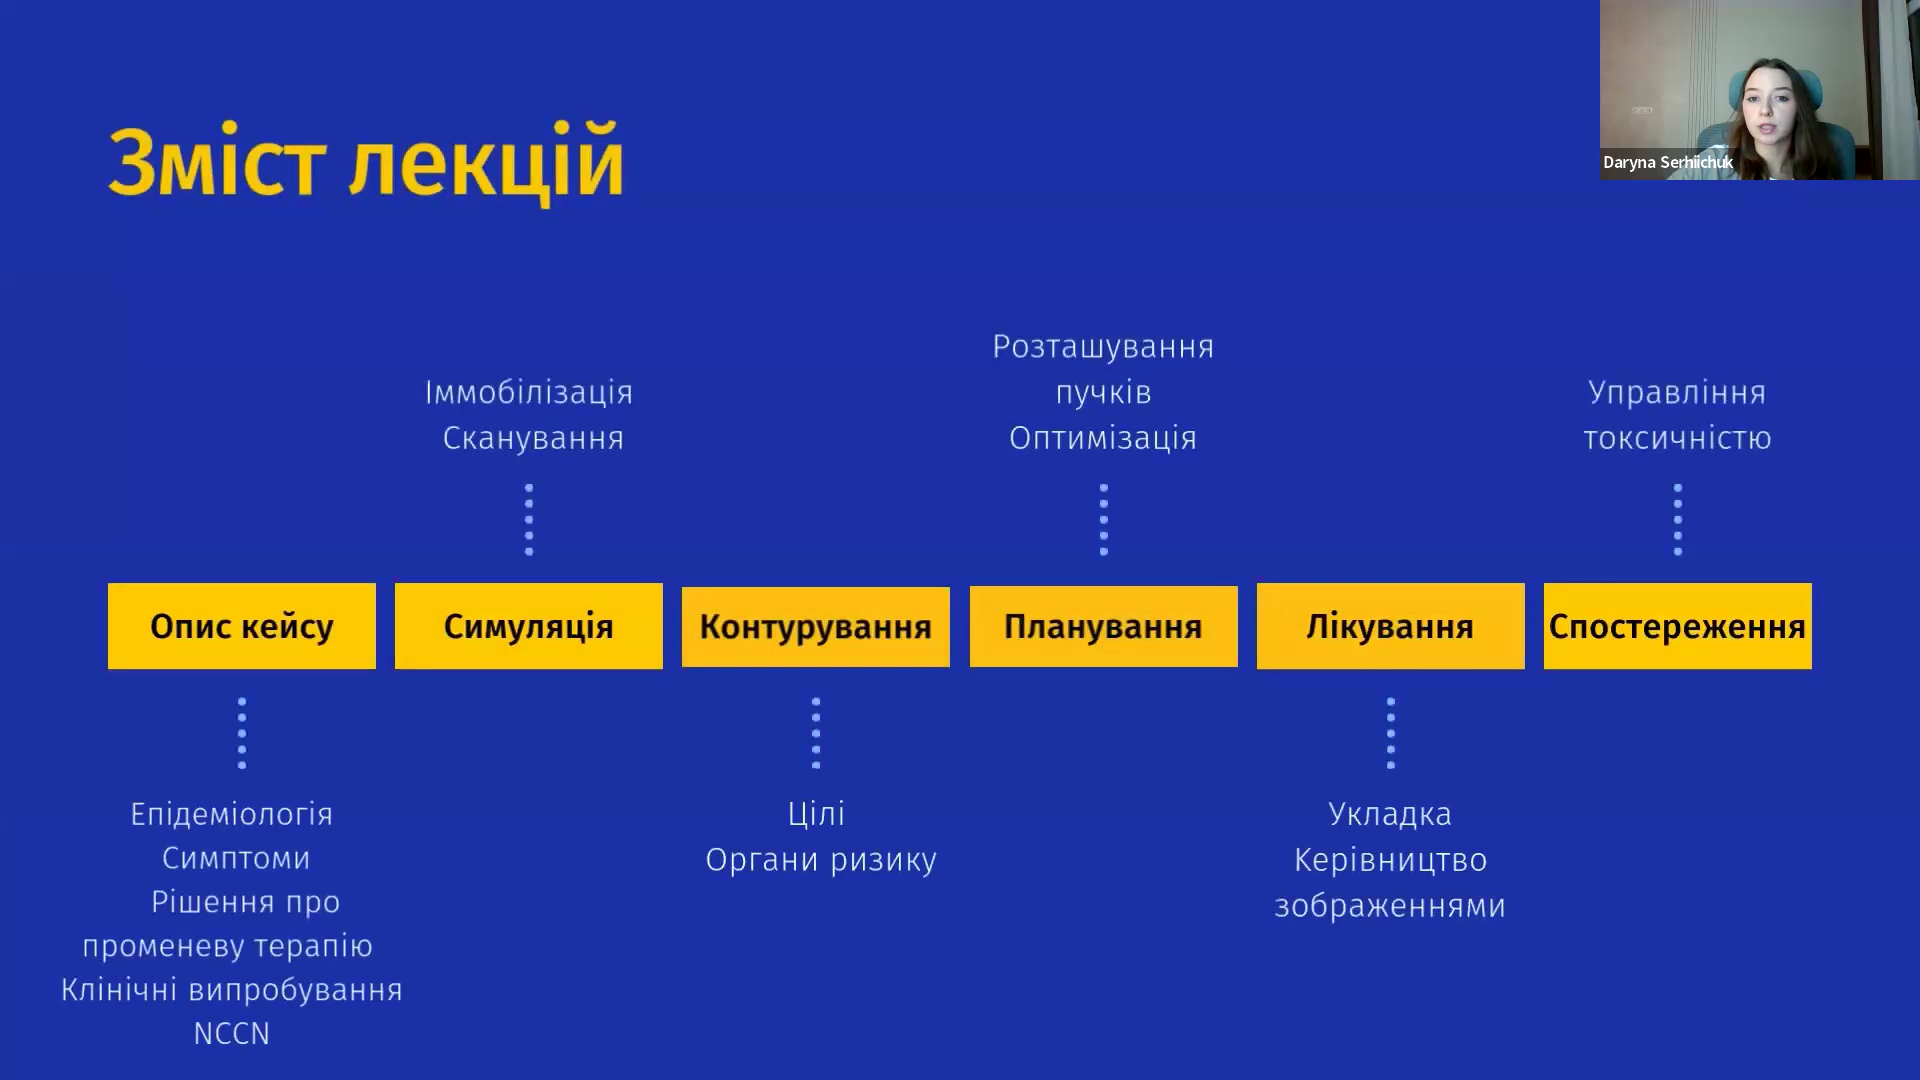 Зміст лекцій
Daryna Serhiichuk
Іммобілізація
Сканування
Розташування
пучків
Оптимізація
Управління
токсичністю
Опис кейсу
Симуляція
Контурування
Планування
Лікування
Спостереження
Епідеміологія
Симптоми
Рішення про
променеву терапію
Клінічні випробування
NCCN
Цілі
Органи ризику
Укладка
Керівництво
зображеннями